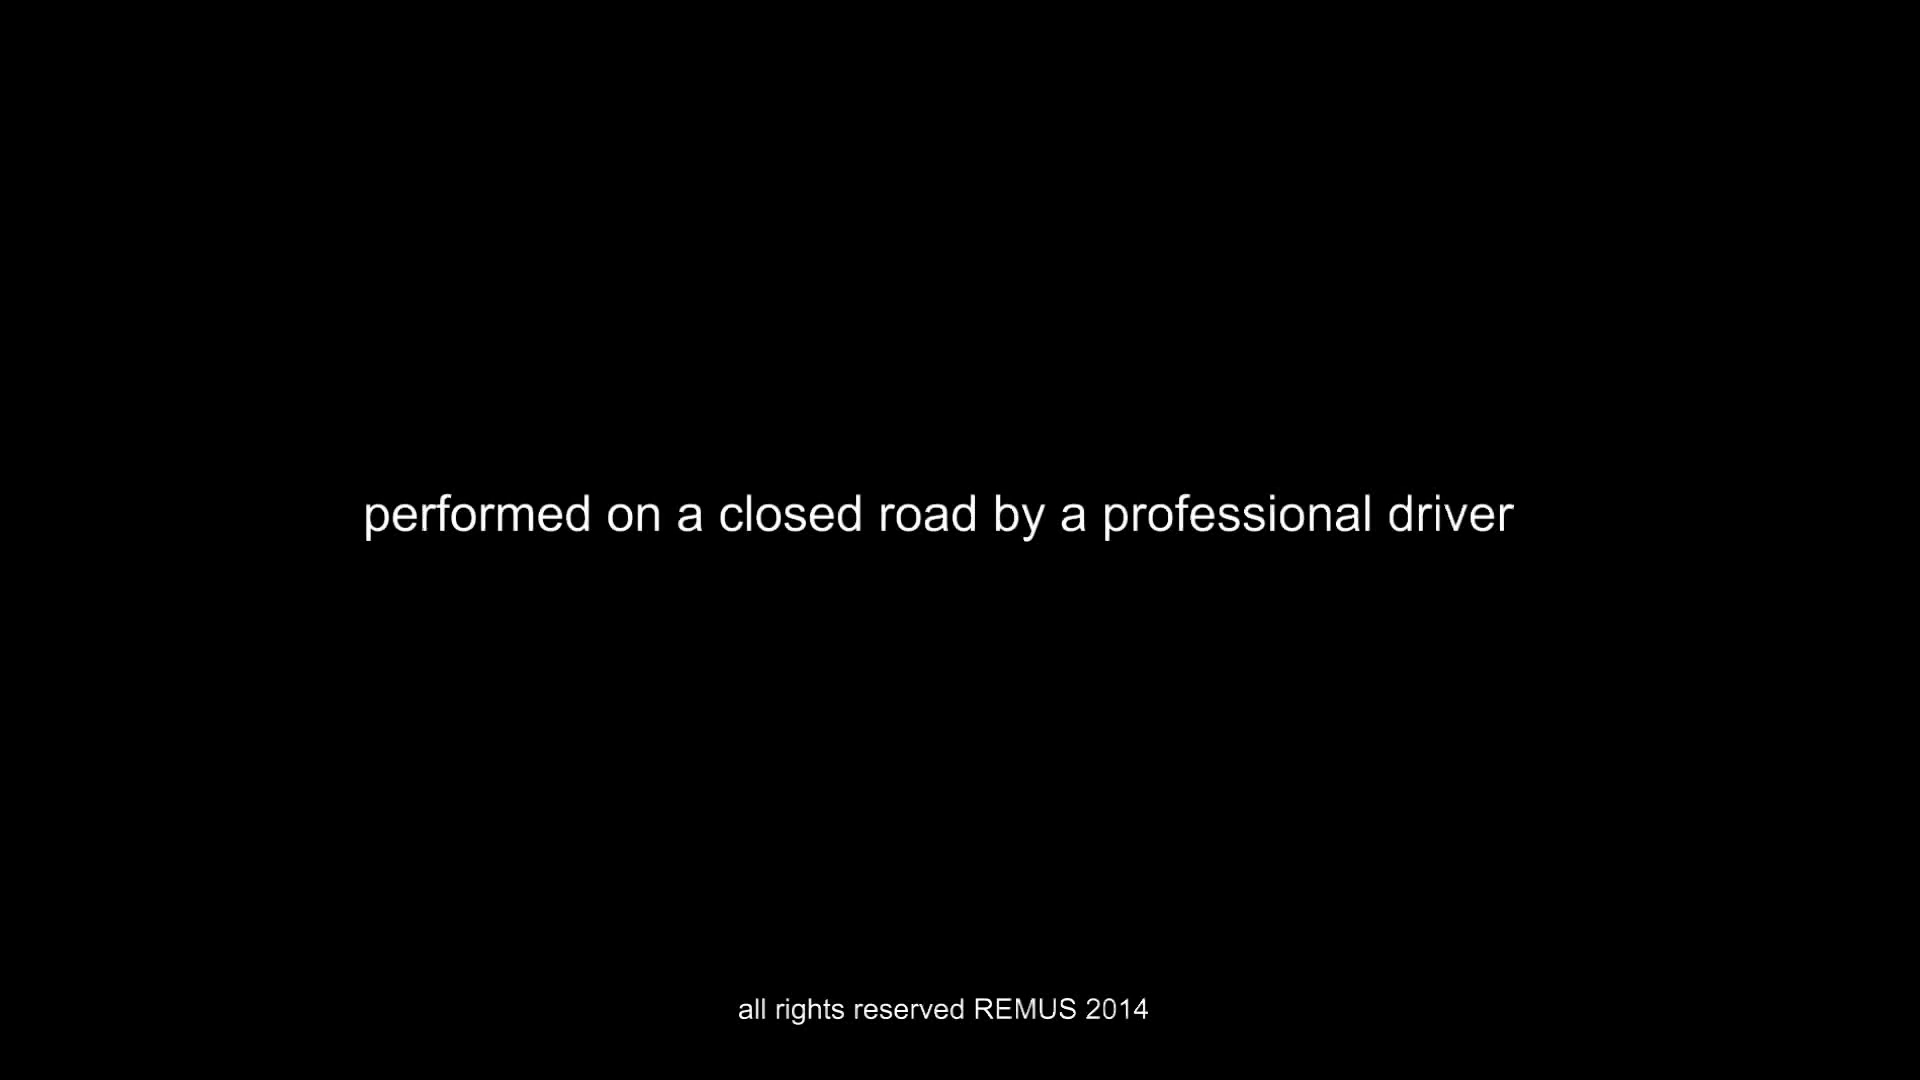 performed on a closed road by a professional driver
all rights reserved REMUS 2014